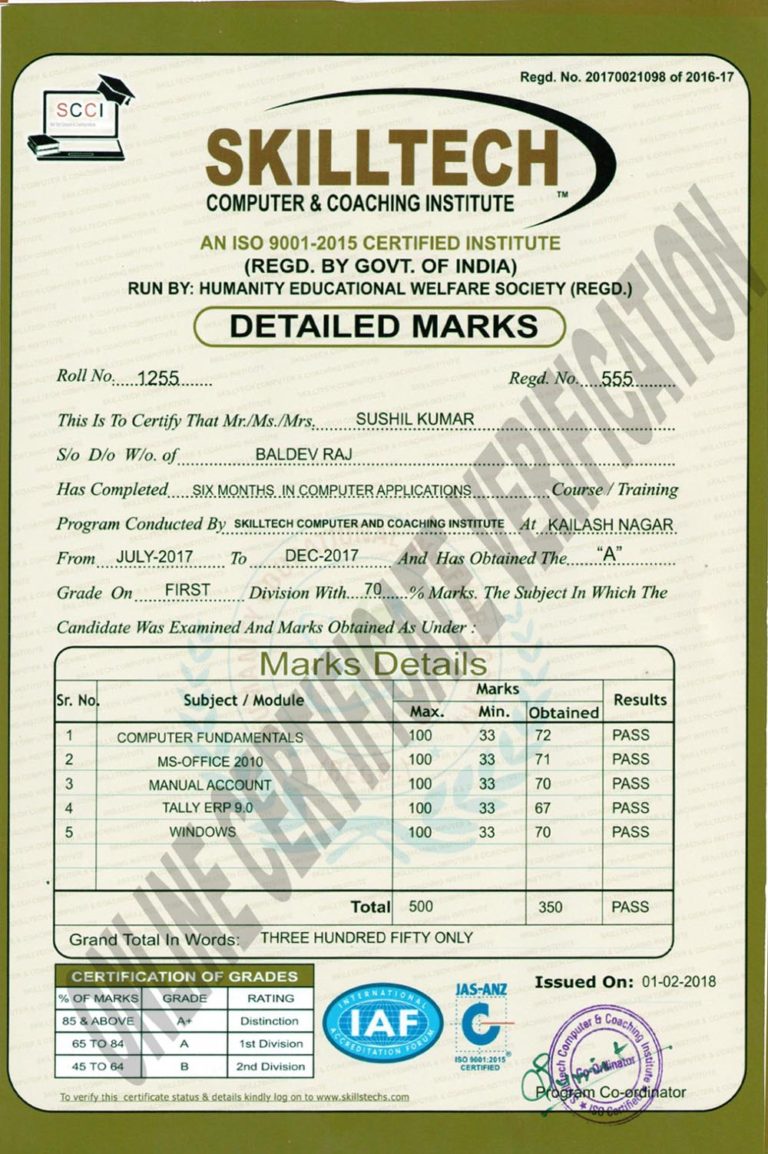 Regd. No. 20170021098 of 2016-17
SCCI
SKILLTECH
COMPUTER & COACHING INSTITUTE TM
AN ISO 9001-2015 CERTIFIED INSTITUTE
(REGD. BY GOVT. OF INDIA)
RUN BY: HUMANITY EDUCATIONAL WELFARE SOCIETY (REGD.)
DETAILED MARKS
Roll No. 1255 Regd. No. 555
This Is To Certify That Mr./Ms./Mrs. SUSHIL KUMAR
S/o D/o W/o. of BALDEV RAJ
Has Completed SIX MONTHS IN COMPUTER APPLICATIONS Course / Training
Program Conducted By SKILLTECH COMPUTER AND COACHING INSTITUTE At KAILASH NAGAR
From JULY-2017 To DEC-2017 And Has Obtained The "A"
Grade On FIRST Division With 70 % Marks. The Subject In Which The
Candidate Was Examined And Marks Obtained As Under :
Marks Details
Sr. No. Subject / Module Marks Results
Max. Min. Obtained
1 COMPUTER FUNDAMENTALS 100 33 72 PASS
2 MS-OFFICE 2010 100 33 71 PASS
3 MANUAL ACCOUNT 100 33 70 PASS
4 TALLY ERP 9.0 100 33 67 PASS
5 WINDOWS 100 33 70 PASS
Total 500 350 PASS
Grand Total In Words: THREE HUNDRED FIFTY ONLY
CERTIFICATION OF GRADES
% OF MARKS GRADE RATING
85 & ABOVE A+ Distinction
65 TO 84 A 1st Division
45 TO 64 B 2nd Division
INTERNATIONAL
IAF
ACCREDITATION FORUM
JAS-ANZ
C
ISO 9001:2015
CERTIFIED
Issued On: 01-02-2018
Skilltech Computer & Coaching Institute
Co-Ordinator
ISO Certified
Program Co-ordinator
To verify this certificate status & details kindly log on to www.skillstechs.com
ONLINE CERTIFICATE VERIFICATION